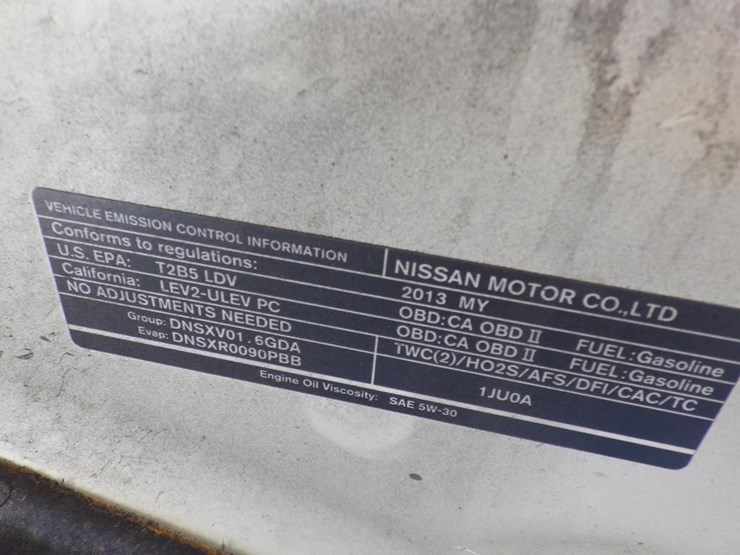 VEHICLE EMISSION CONTROL INFORMATION
Conforms to regulations:
U.S. EPA: T2B5 LDV
California: LEV2-ULEV PC
NO ADJUSTMENTS NEEDED
Group: DNSXV01.6GDA
Evap: DNSXR0090PBB
Engine Oil Viscosity: SAE 5W-30
NISSAN MOTOR CO.,LTD
2013 MY
OBD:CA OBD II FUEL:Gasoline
OBD:CA OBD II FUEL:Gasoline
TWC(2)/HO2S/AFS/DFI/CAC/TC
1JU0A